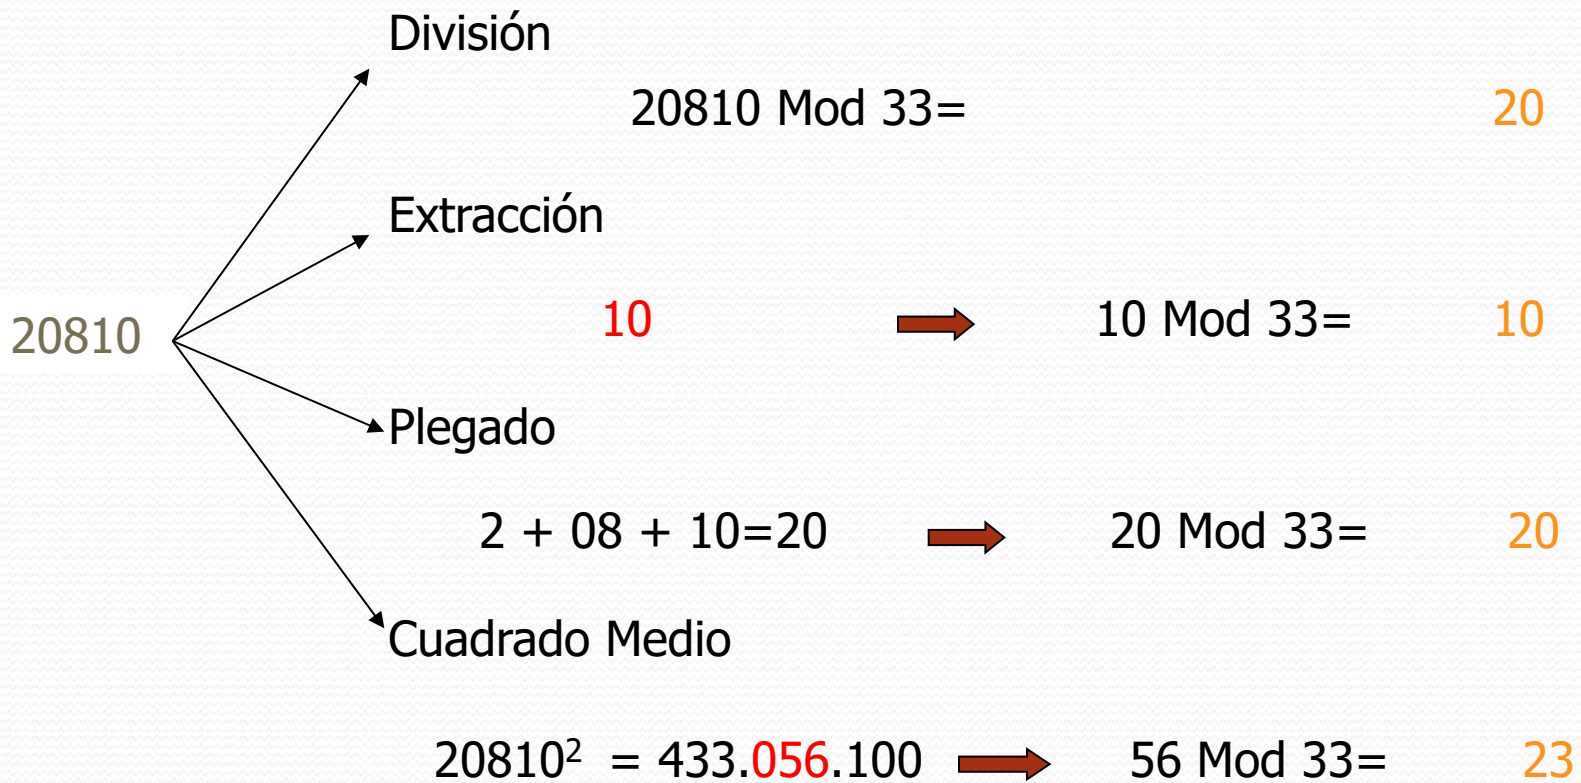 División
20810 Mod 33= 20
Extracción
10 10 Mod 33= 10
20810
Plegado
2 + 08 + 10=20 20 Mod 33= 20
Cuadrado Medio
20810² = 433.056.100 56 Mod 33= 23